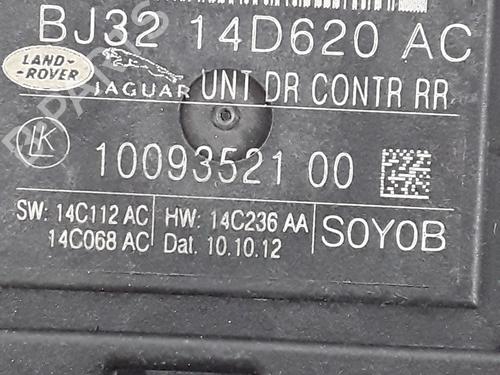 BJ32 14D620 AC
LAND-
ROVER
JAGUAR
UNT DR CONTR RR
LK
10093521 00
SW: 14C112 AC
14C068 AC
HW: 14C236 AA
Dat. 10.10.12
SOYOB